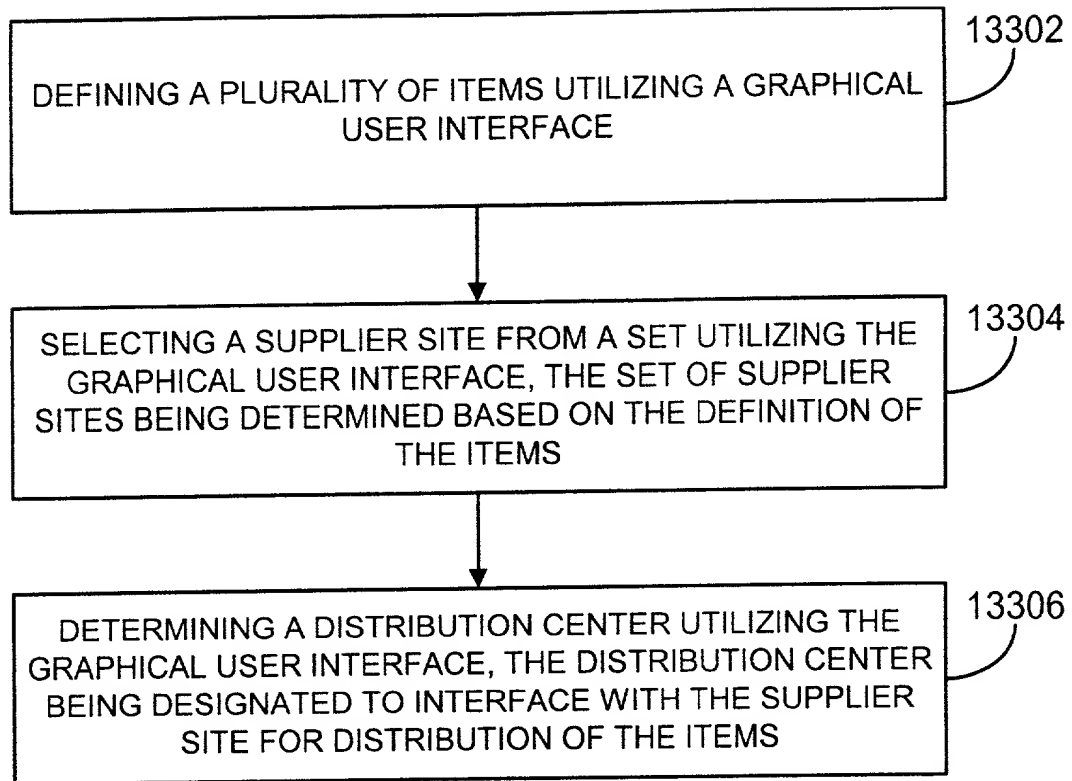 13302
DEFINING A PLURALITY OF ITEMS UTILIZING A GRAPHICAL
USER INTERFACE
13304
SELECTING A SUPPLIER SITE FROM A SET UTILIZING THE
GRAPHICAL USER INTERFACE, THE SET OF SUPPLIER
SITES BEING DETERMINED BASED ON THE DEFINITION OF
THE ITEMS
13306
DETERMINING A DISTRIBUTION CENTER UTILIZING THE
GRAPHICAL USER INTERFACE, THE DISTRIBUTION CENTER
BEING DESIGNATED TO INTERFACE WITH THE SUPPLIER
SITE FOR DISTRIBUTION OF THE ITEMS